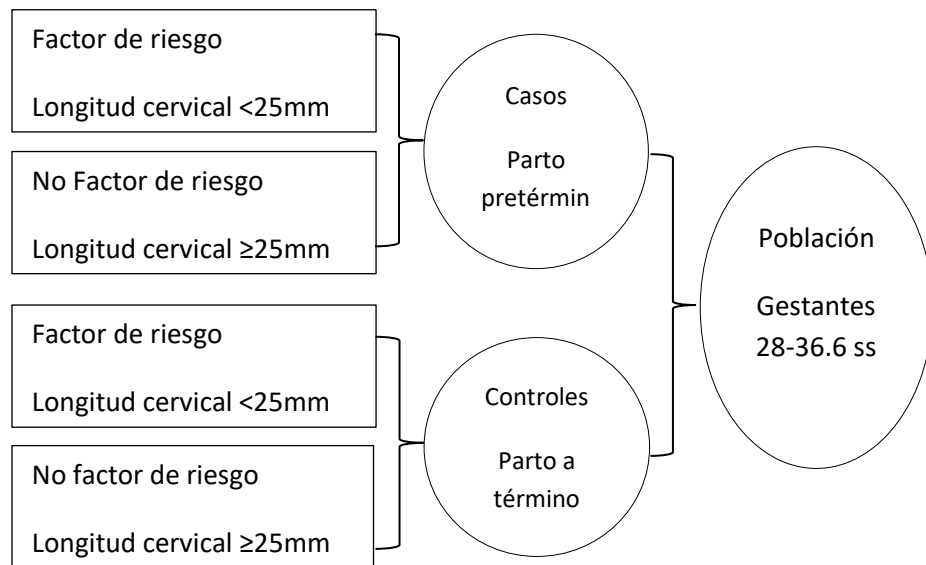 Factor de riesgo
Longitud cervical <25mm
No Factor de riesgo
Longitud cervical ≥25mm
Factor de riesgo
Longitud cervical <25mm
No factor de riesgo
Longitud cervical ≥25mm
Casos
Parto
pretérmin
Controles
Parto a
término
Población
Gestantes
28-36.6 ss